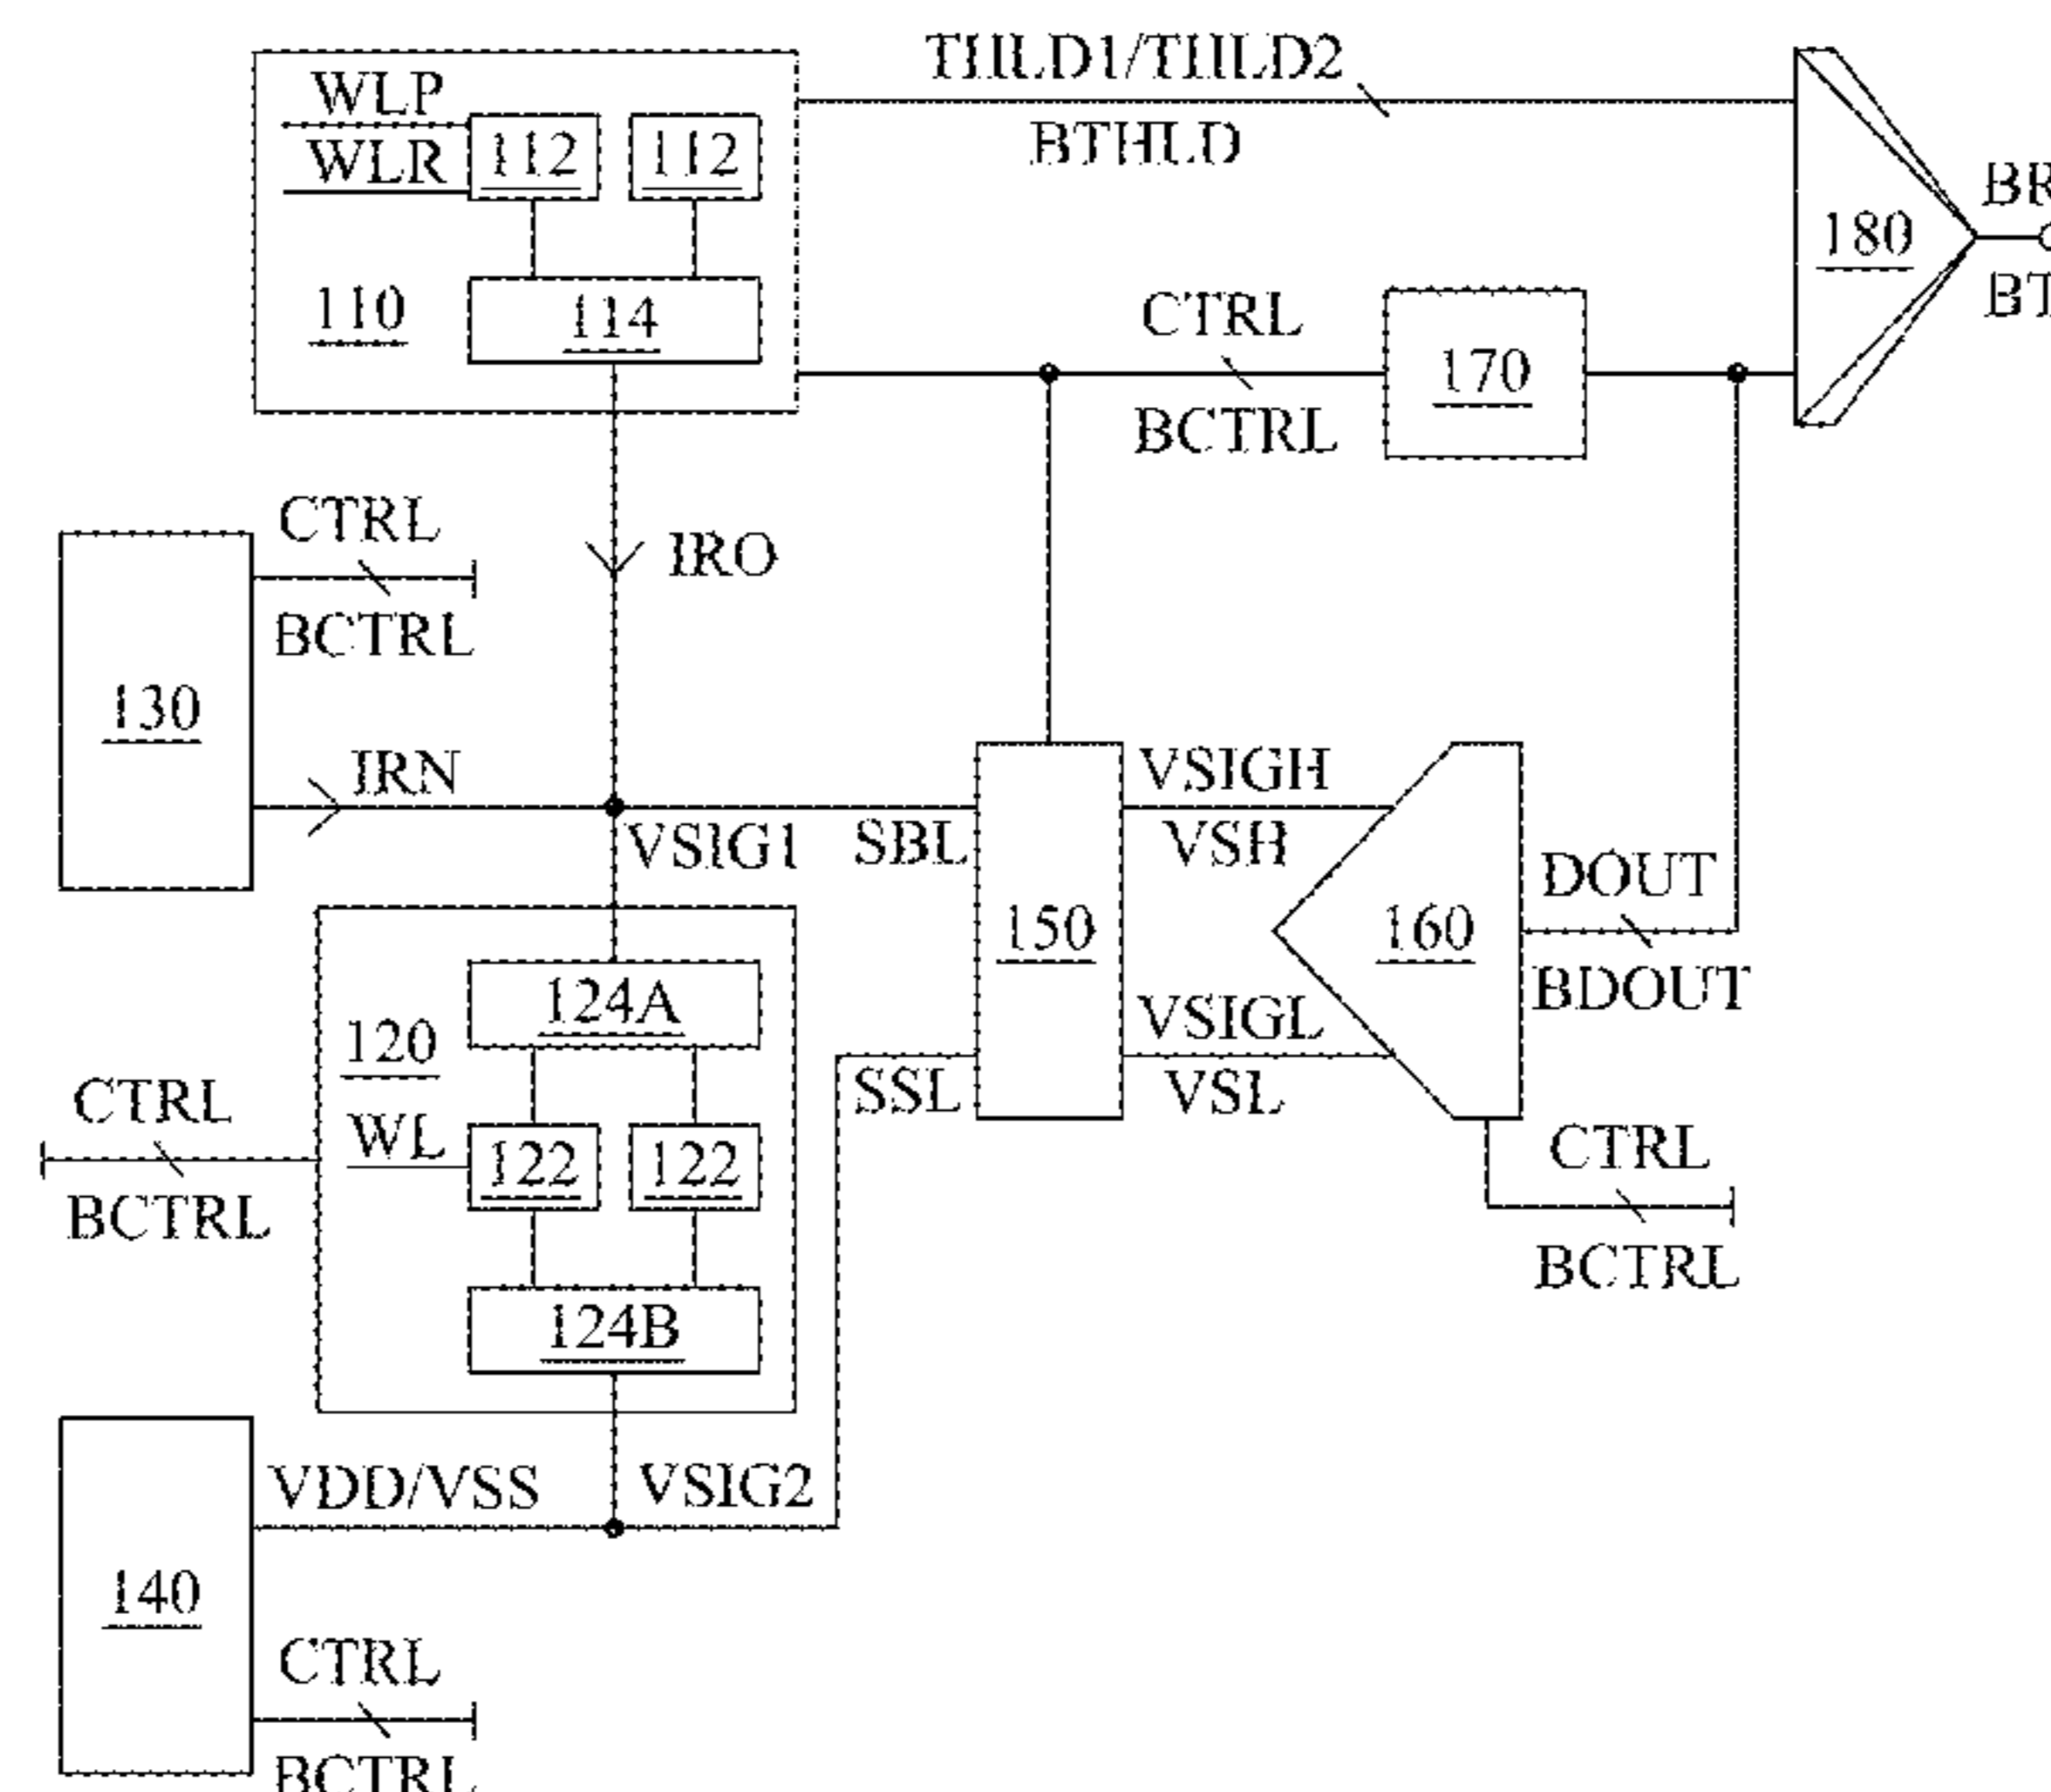 THLD1/THLD2
WLP
BTHLD
112
112
WLR
BR
180
114
110
CTRL
BT
170
BCTRL
CTRL
IRO
BCTRL
130
IRN
VSIGH
VSIG1
SBL
VSH
DOUT
150
160
124A
BDOUT
120
VSIGL
CTRL
SSL
VSL
WL
122
122
CTRL
BCTRL
BCTRL
124B
VDD/VSS
VSIG2
140
CTRL
BCTRL